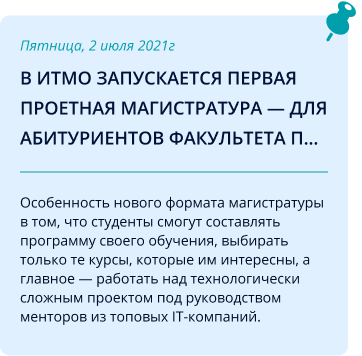 Пятница, 2 июля 2021г
В ИТМО ЗАПУСКАЕТСЯ ПЕРВАЯ
ПРОЕТНАЯ МАГИСТРАТУРА — ДЛЯ
АБИТУРИЕНТОВ ФАКУЛЬТЕТА П...
Особенность нового формата магистратуры
в том, что студенты смогут составлять
программу своего обучения, выбирать
только те курсы, которые им интересны, а
главное — работать над технологически
сложным проектом под руководством
менторов из топовых IT-компаний.